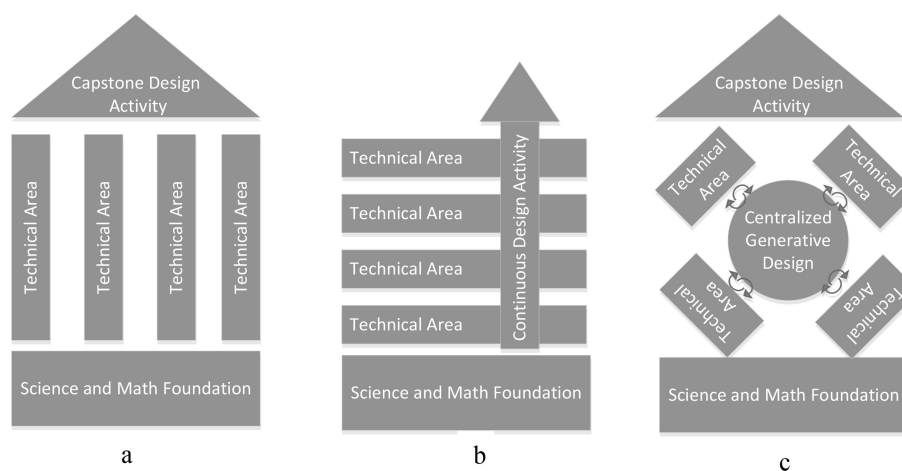 Capstone Design
Activity
Technical Area
Technical Area
Technical Area
Technical Area
Science and Math Foundation
a
Technical Area
Technical Area
Technical Area
Technical Area
Continuous Design Activity
Science and Math Foundation
b
Capstone Design
Activity
Technical
Area
Technical
Area
Centralized
Generative
Design
Technical
Area
Technical
Area
Science and Math Foundation
c